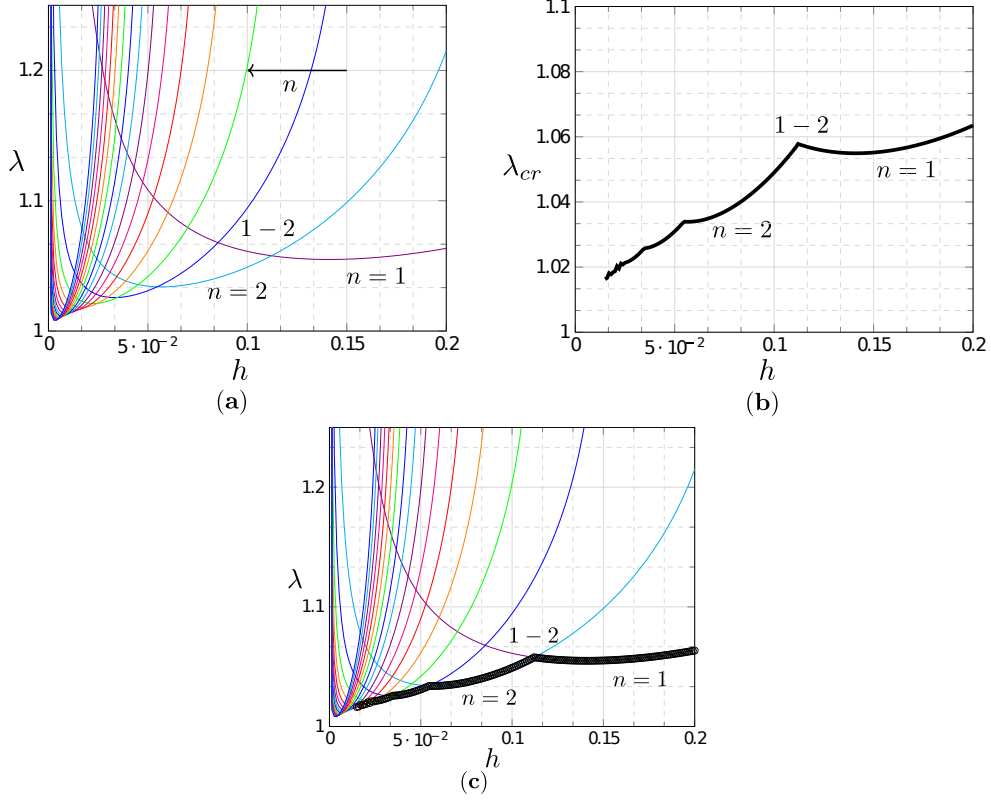 λ
1.2
1.1
1
n
1 − 2
n = 2
n = 1
0 5·10⁻² 0.1 0.15 0.2
h
(a)
λcr
1.1
1.08
1.06
1.04
1.02
1
1 − 2
n = 1
n = 2
0 5·10⁻² 0.1 0.15 0.2
h
(b)
λ
1.2
1.1
1
1 − 2
n = 2
n = 1
0 5·10⁻² 0.1 0.15 0.2
h
(c)